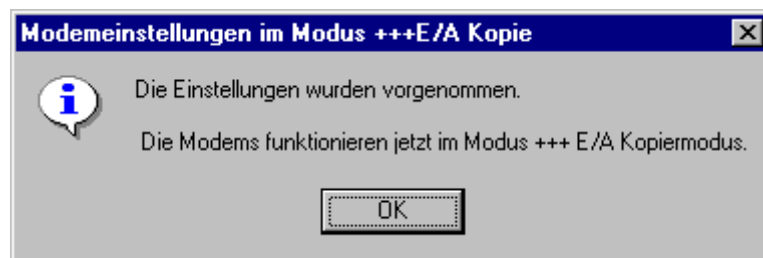 Modemeinstellungen im Modus +++E/A Kopie
Die Einstellungen wurden vorgenommen.
Die Modems funktionieren jetzt im Modus +++ E/A Kopiermodus.
OK